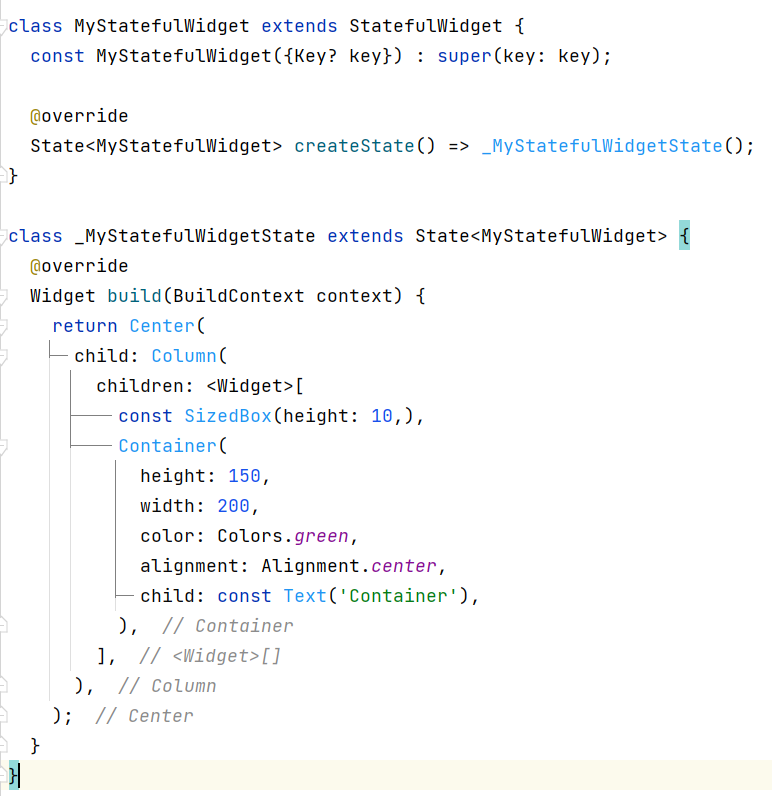 class MyStatefulWidget extends StatefulWidget {
  const MyStatefulWidget({Key? key}) : super(key: key);

  @override
  State<MyStatefulWidget> createState() => _MyStatefulWidgetState();
}

class _MyStatefulWidgetState extends State<MyStatefulWidget> {
  @override
  Widget build(BuildContext context) {
    return Center(
      child: Column(
        children: <Widget>[
          const SizedBox(height: 10,),
          Container(
            height: 150,
            width: 200,
            color: Colors.green,
            alignment: Alignment.center,
            child: const Text('Container'),
          ),  // Container
        ],  // <Widget>[]
      ),  // Column
    );  // Center
  }
}